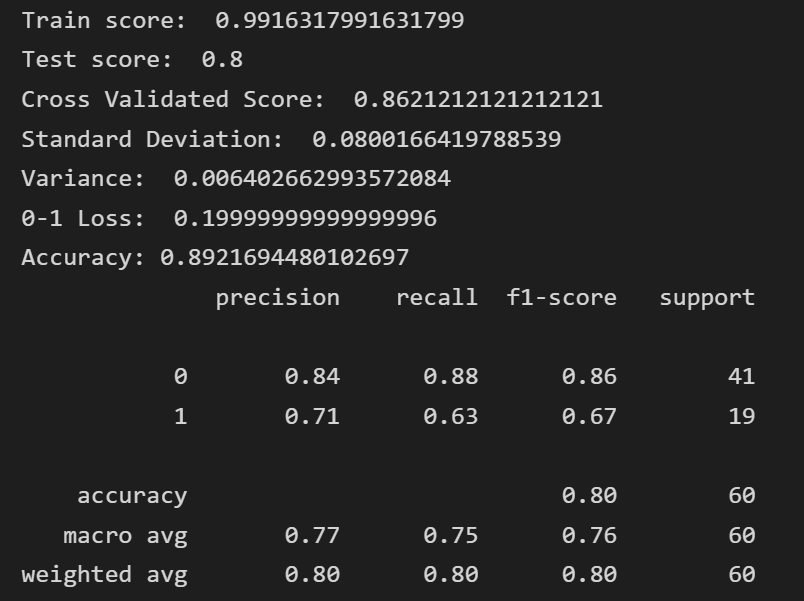 Train score:  0.9916317991631799
Test score:  0.8
Cross Validated Score:  0.8621212121212121
Standard Deviation:  0.0800166419788539
Variance:  0.006402662993572084
0-1 Loss:  0.19999999999999996
Accuracy: 0.8921694480102697
              precision    recall  f1-score   support

           0       0.84      0.88      0.86        41
           1       0.71      0.63      0.67        19

    accuracy                           0.80        60
   macro avg       0.77      0.75      0.76        60
weighted avg       0.80      0.80      0.80        60